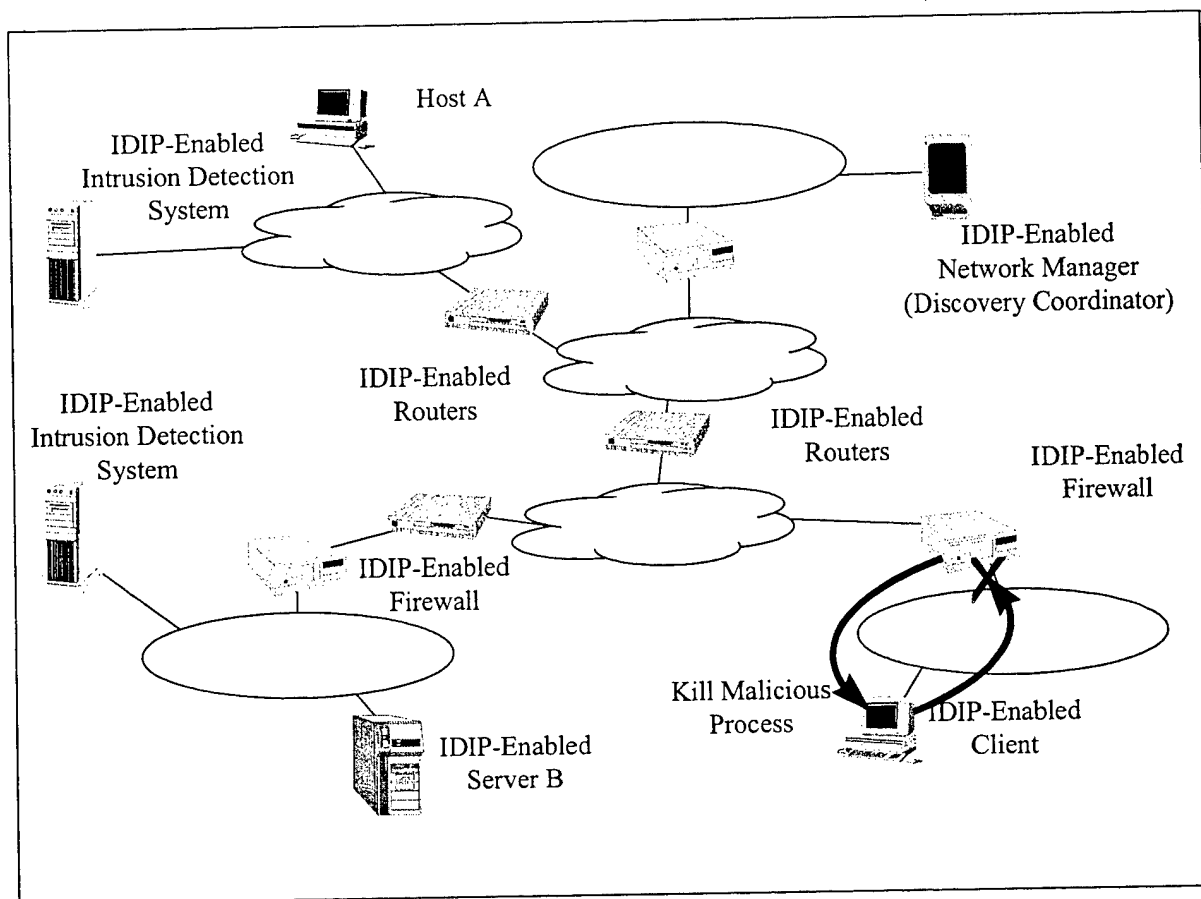 Host A
IDIP-Enabled
Intrusion Detection
System
IDIP-Enabled
Network Manager
(Discovery Coordinator)
IDIP-Enabled
Routers
IDIP-Enabled
Routers
IDIP-Enabled
Intrusion Detection
System
IDIP-Enabled
Firewall
IDIP-Enabled
Firewall
Kill Malicious
Process
IDIP-Enabled
Client
IDIP-Enabled
Server B